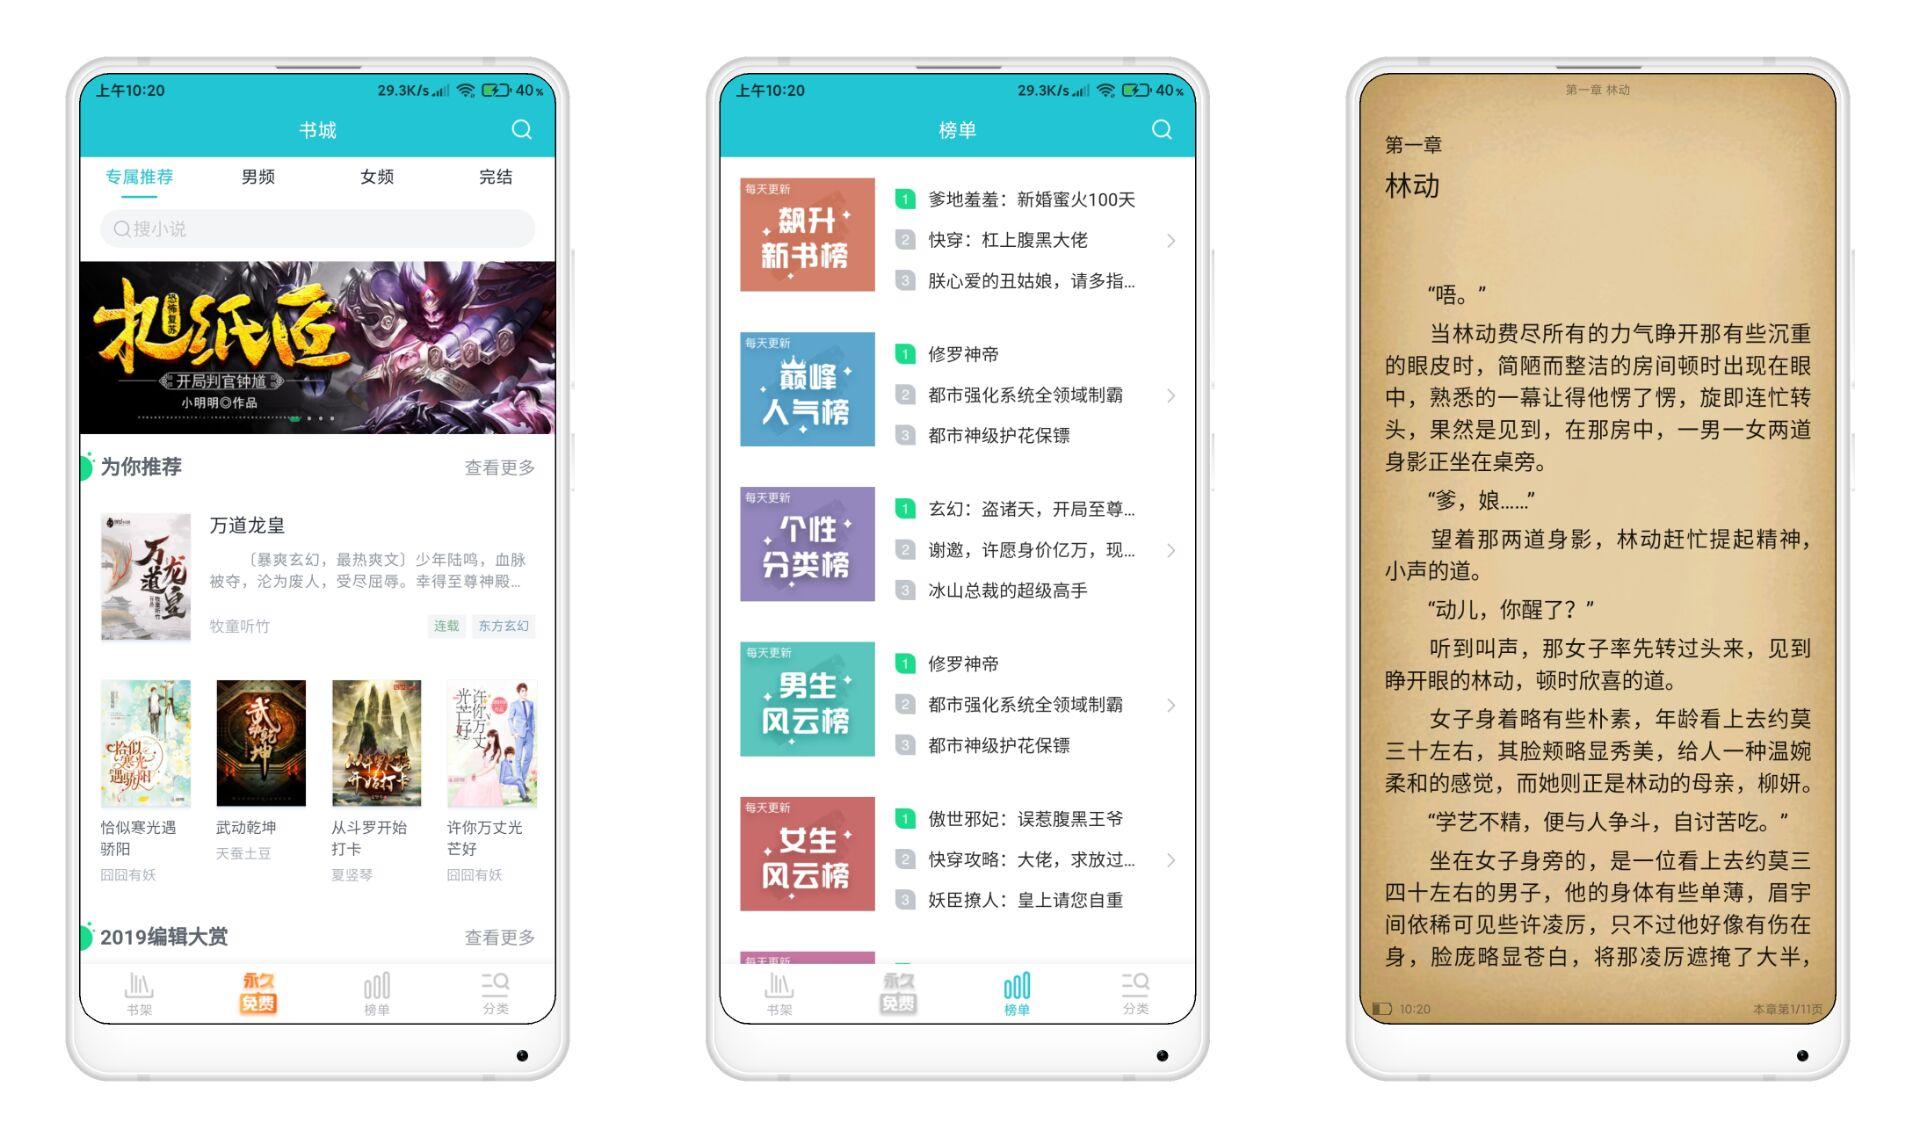 上午10:20
29.3K/s
40%
书城
专属推荐 男频 女频 完结
搜小说
扎纸匠
恐怖复苏
开局判官钟馗
小明明◎作品
为你推荐 查看更多
万道龙皇
万道龙皇
〔暴爽玄幻,最热爽文〕少年陆鸣,血脉
被夺,沦为废人,受尽屈辱。幸得至尊神殿...
牧童听竹
连载 东方玄幻
恰似寒光遇骄阳
武动乾坤
从斗罗开始打卡
许你万丈光芒好
恰似寒光遇
骄阳
囧囧有妖
武动乾坤
天蚕土豆
从斗罗开始
打卡
夏竖琴
许你万丈光
芒好
囧囧有妖
2019编辑大赏 查看更多
书架
永久
免费
榜单
分类
上午10:20
29.3K/s
40%
榜单
每天更新
飙升
新书榜
1 爹地羞羞:新婚蜜火100天
2 快穿:杠上腹黑大佬
3 朕心爱的丑姑娘,请多指...
每天更新
巅峰
人气榜
1 修罗神帝
2 都市强化系统全领域制霸
3 都市神级护花保镖
每天更新
个性
分类榜
1 玄幻:盗诸天,开局至尊...
2 谢邀,许愿身价亿万,现...
3 冰山总裁的超级高手
每天更新
男生
风云榜
1 修罗神帝
2 都市强化系统全领域制霸
3 都市神级护花保镖
每天更新
女生
风云榜
1 傲世邪妃:误惹腹黑王爷
2 快穿攻略:大佬,求放过...
3 妖臣撩人:皇上请您自重
每天更新
书架
永久
免费
榜单
分类
第一章 林动
第一章
林动
“唔。”
当林动费尽所有的力气睁开那有些沉重
的眼皮时,简陋而整洁的房间顿时出现在眼
中,熟悉的一幕让得他愣了愣,旋即连忙转
头,果然是见到,在那房中,一男一女两道
身影正坐在桌旁。
“爹,娘......”
望着那两道身影,林动赶忙提起精神,
小声的道。
“动儿,你醒了?”
听到叫声,那女子率先转过头来,见到
睁开眼的林动,顿时欣喜的道。
女子身着略有些朴素,年龄看上去约莫
三十左右,其脸颊略显秀美,给人一种温婉
柔和的感觉,而她则正是林动的母亲,柳妍。
“学艺不精,便与人争斗,自讨苦吃。”
坐在女子身旁的,是一位看上去约莫三
四十左右的男子,他的身体有些单薄,眉宇
间依稀可见些许凌厉,只不过他好像有伤在
身,脸庞略显苍白,将那凌厉遮掩了大半,
10:20
本章第1/11页